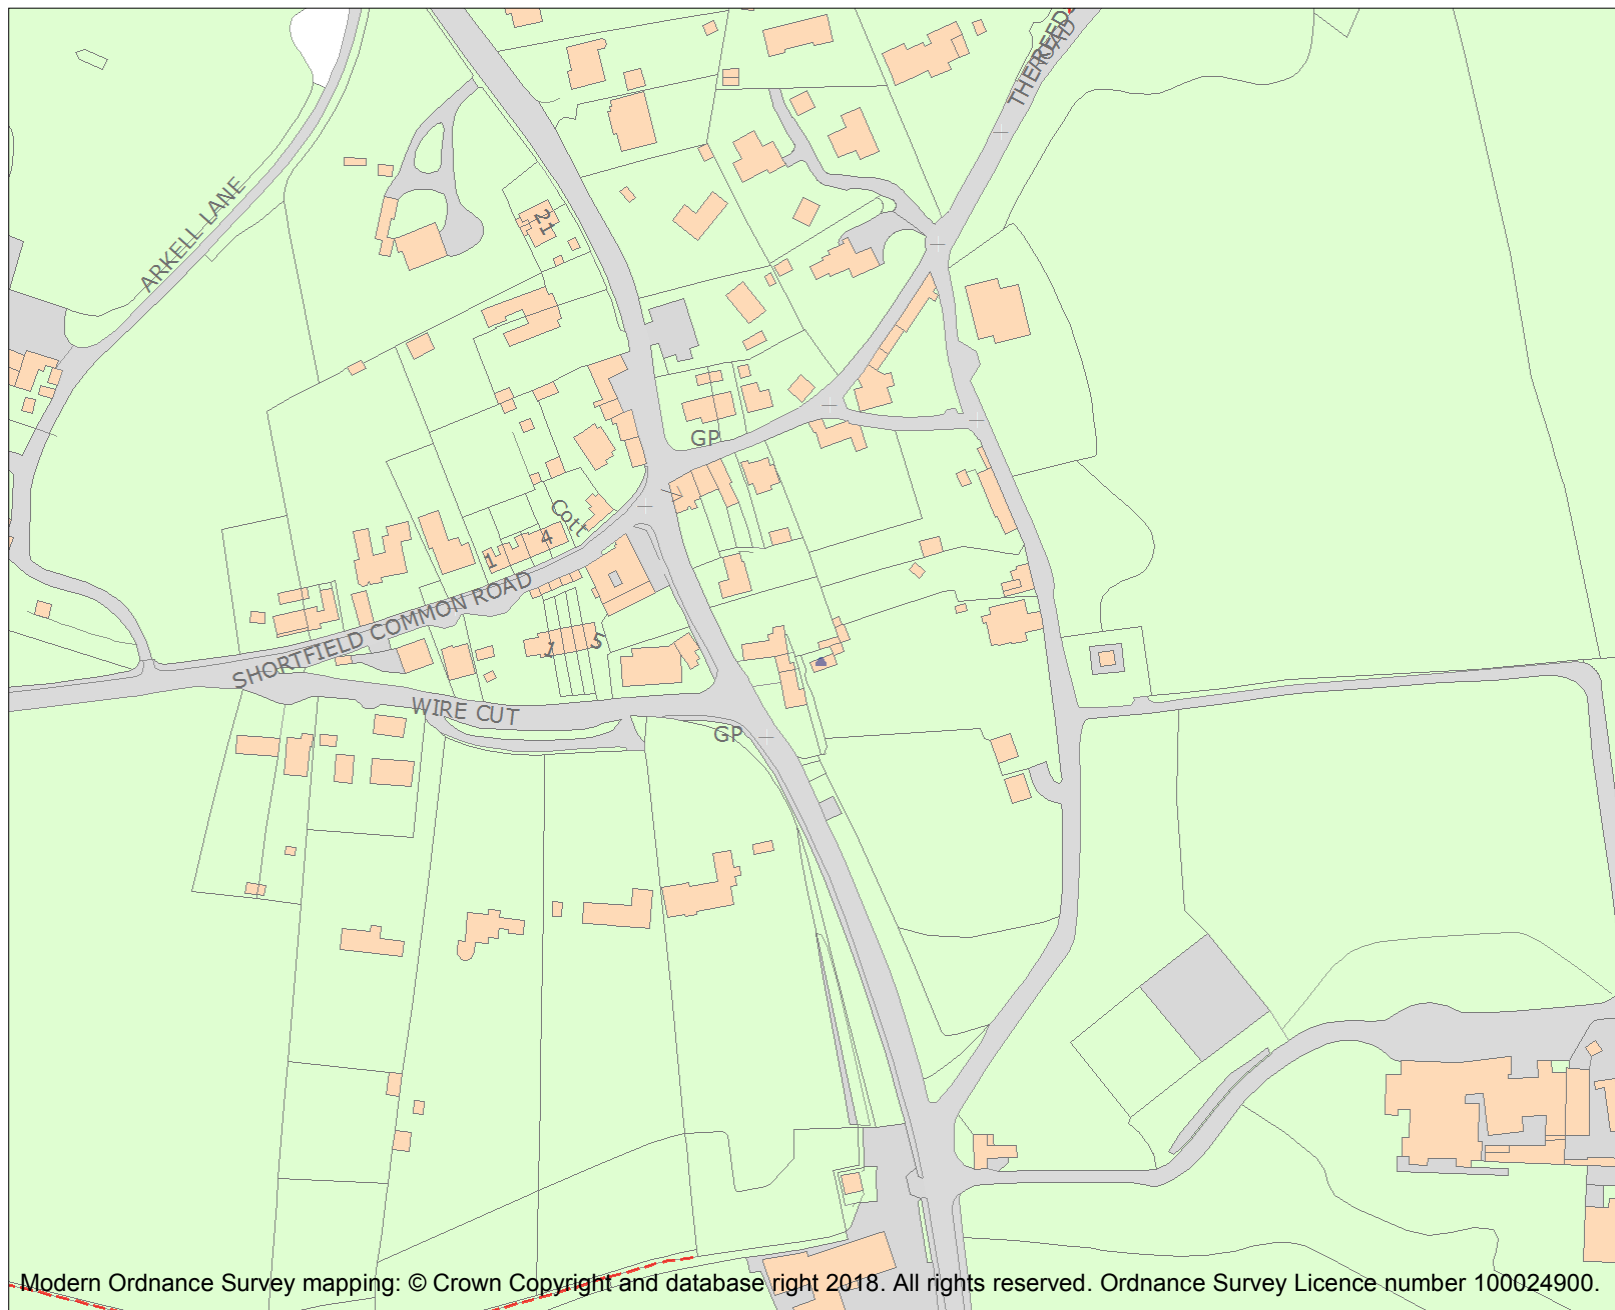 THE REEDS
ROAD
ARKELL LANE
21
GP
Cott
4
1
SHORTFIELD COMMON ROAD
1
5
WIRE CUT
GP
Modern Ordnance Survey mapping: © Crown Copyright and database right 2018. All rights reserved. Ordnance Survey Licence number 100024900.